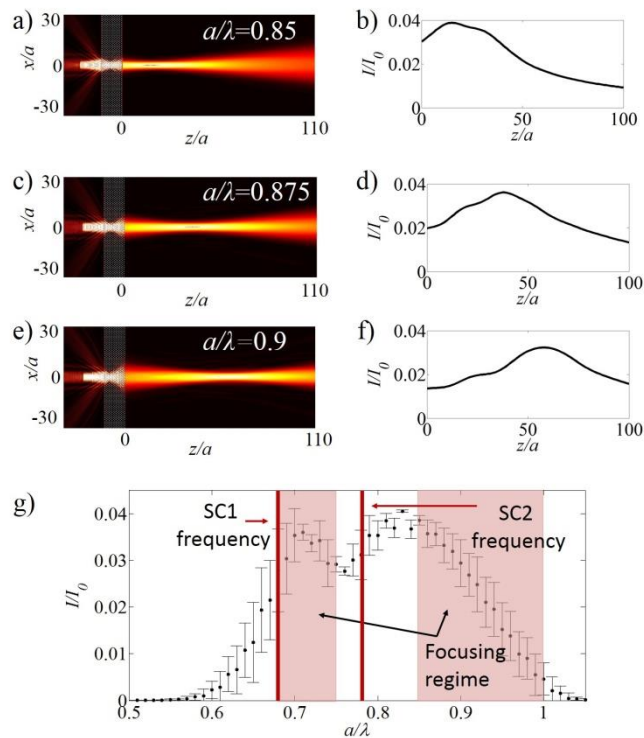 a)
x/a
30
0
-30
a/λ=0.85
0
110
z/a
b)
I/I₀
0.04
0.02
0
0
50
100
z/a
c)
x/a
30
0
-30
a/λ=0.875
0
110
z/a
d)
I/I₀
0.04
0.02
0
0
50
100
z/a
e)
x/a
30
0
-30
a/λ=0.9
0
110
z/a
f)
I/I₀
0.04
0.02
0
0
50
100
z/a
g)
I/I₀
0.04
0.03
0.02
0.01
0
SC1
frequency
SC2
frequency
Focusing
regime
0.5
0.6
0.7
0.8
0.9
1
a/λ